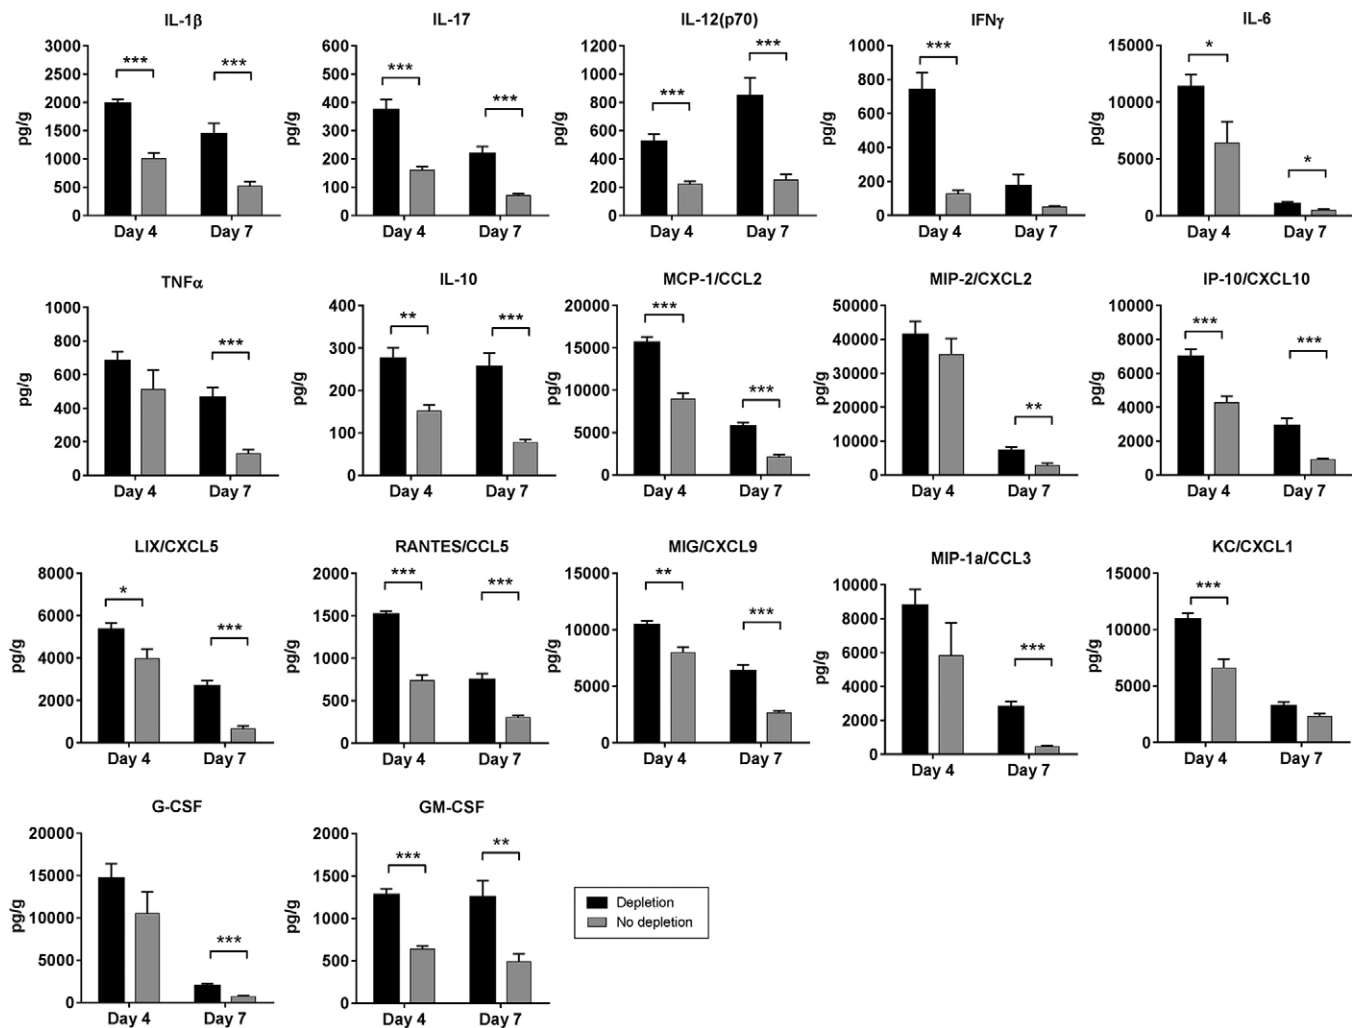 IL-1β
IL-17
IL-12(p70)
IFNγ
IL-6
pg/g
3000
2500
2000
1500
1000
500
0
***
***
Day 4
Day 7
pg/g
600
500
400
300
200
100
0
***
***
Day 4
Day 7
pg/g
1200
1000
800
600
400
200
0
***
***
Day 4
Day 7
pg/g
1000
800
600
400
200
0
***
Day 4
Day 7
pg/g
15000
10000
5000
0
*
*
Day 4
Day 7
TNFα
IL-10
MCP-1/CCL2
MIP-2/CXCL2
IP-10/CXCL10
pg/g
1000
800
600
400
200
0
***
Day 4
Day 7
pg/g
400
300
200
100
0
**
***
Day 4
Day 7
pg/g
20000
15000
10000
5000
0
***
***
Day 4
Day 7
pg/g
50000
40000
30000
20000
10000
0
**
Day 4
Day 7
pg/g
10000
8000
6000
4000
2000
0
***
***
Day 4
Day 7
LIX/CXCL5
RANTES/CCL5
MIG/CXCL9
MIP-1a/CCL3
KC/CXCL1
pg/g
8000
6000
4000
2000
0
*
***
Day 4
Day 7
pg/g
2000
1500
1000
500
0
***
***
Day 4
Day 7
pg/g
15000
10000
5000
0
**
***
Day 4
Day 7
pg/g
10000
8000
6000
4000
2000
0
***
Day 4
Day 7
pg/g
15000
10000
5000
0
***
Day 4
Day 7
G-CSF
GM-CSF
pg/g
20000
15000
10000
5000
0
***
Day 4
Day 7
pg/g
2000
1500
1000
500
0
***
**
Day 4
Day 7
Depletion
No depletion